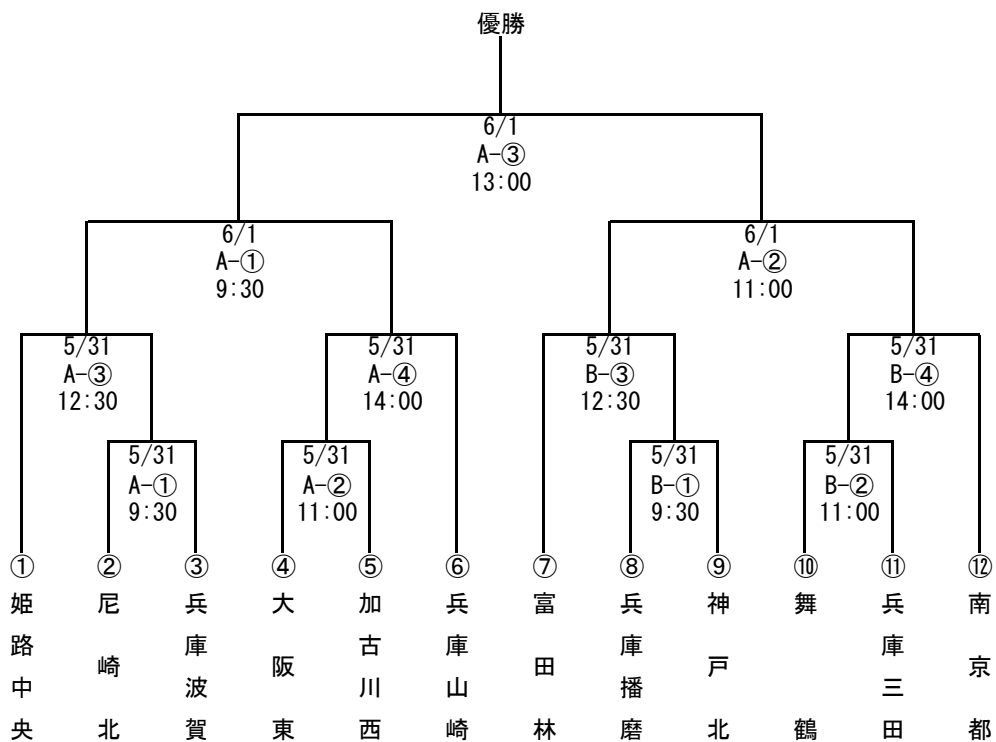 優勝
6/1
A-③
13:00
6/1
A-①
9:30
6/1
A-②
11:00
5/31
A-③
12:30
5/31
A-④
14:00
5/31
B-③
12:30
5/31
B-④
14:00
5/31
A-①
9:30
5/31
A-②
11:00
5/31
B-①
9:30
5/31
B-②
11:00
① ② ③ ④ ⑤ ⑥ ⑦ ⑧ ⑨ ⑩ ⑪ ⑫
姫路中央
尼崎北
兵庫波賀
大阪東
加古川西
兵庫山崎
富田林
兵庫播磨
神戸北
舞鶴
兵庫三田
南京都